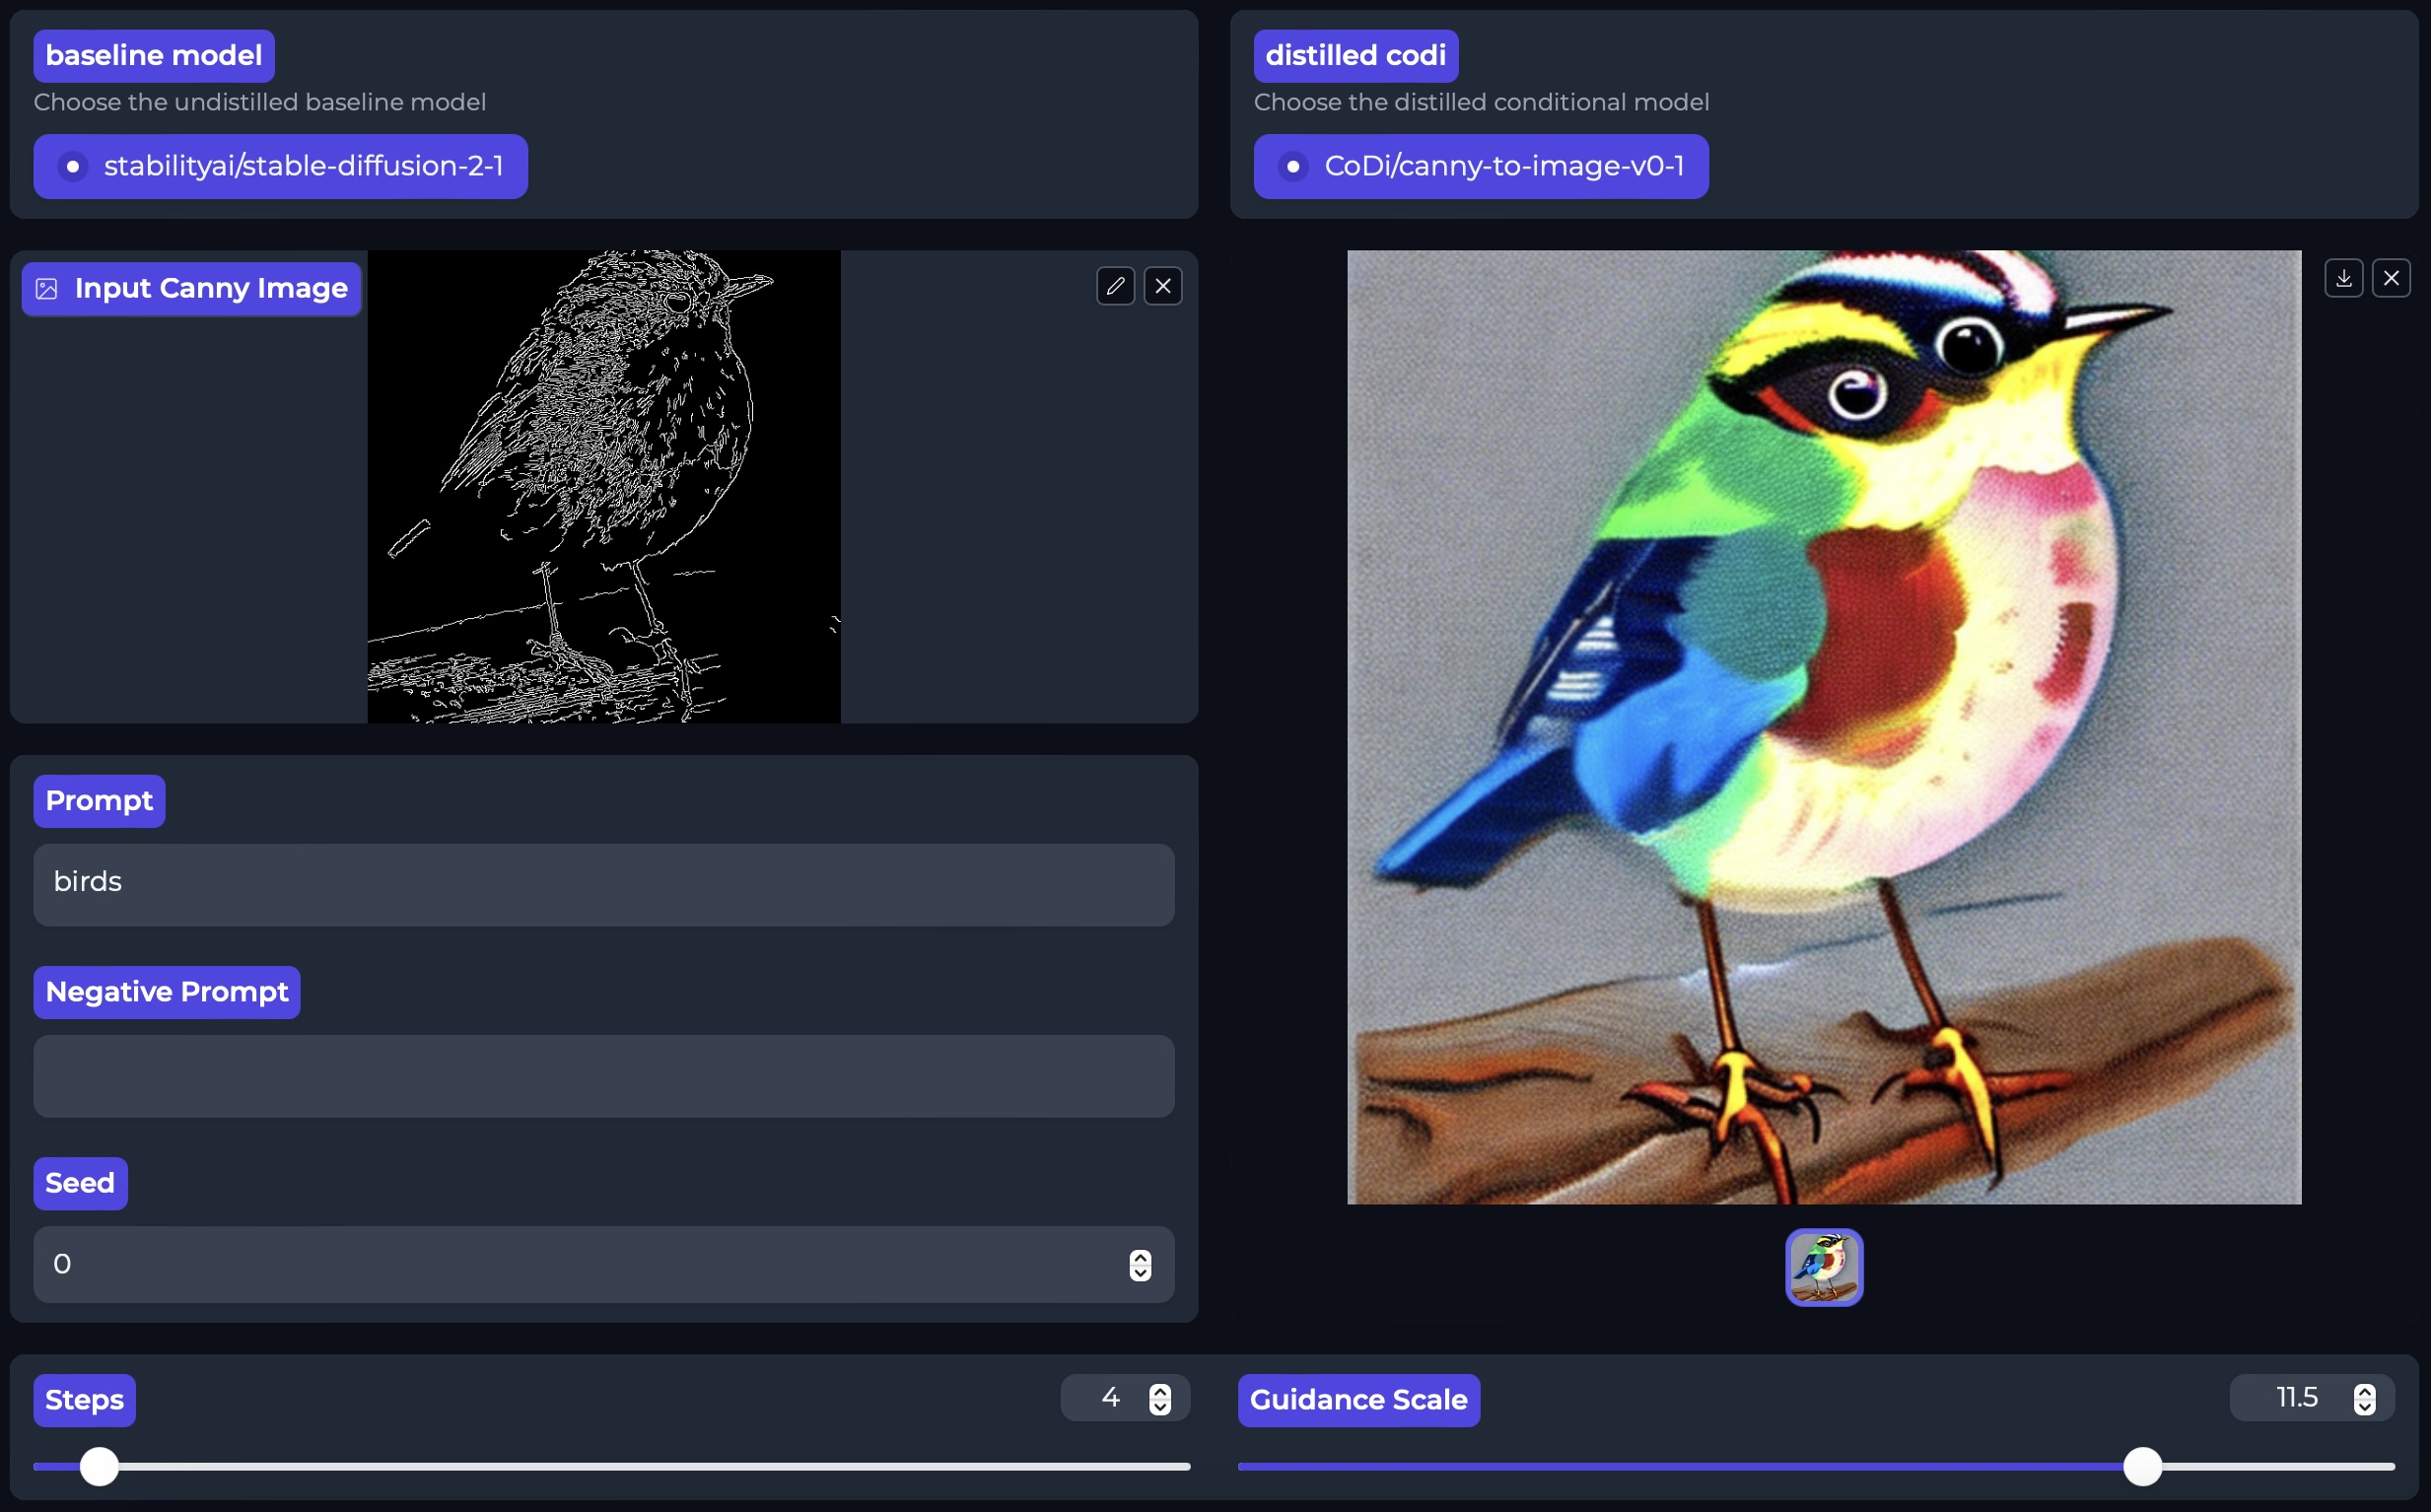 baseline model
Choose the undistilled baseline model
stabilityai/stable-diffusion-2-1
distilled codi
Choose the distilled conditional model
CoDi/canny-to-image-v0-1
Input Canny Image
Prompt
birds
Negative Prompt
Seed
0
Steps
4
Guidance Scale
11.5